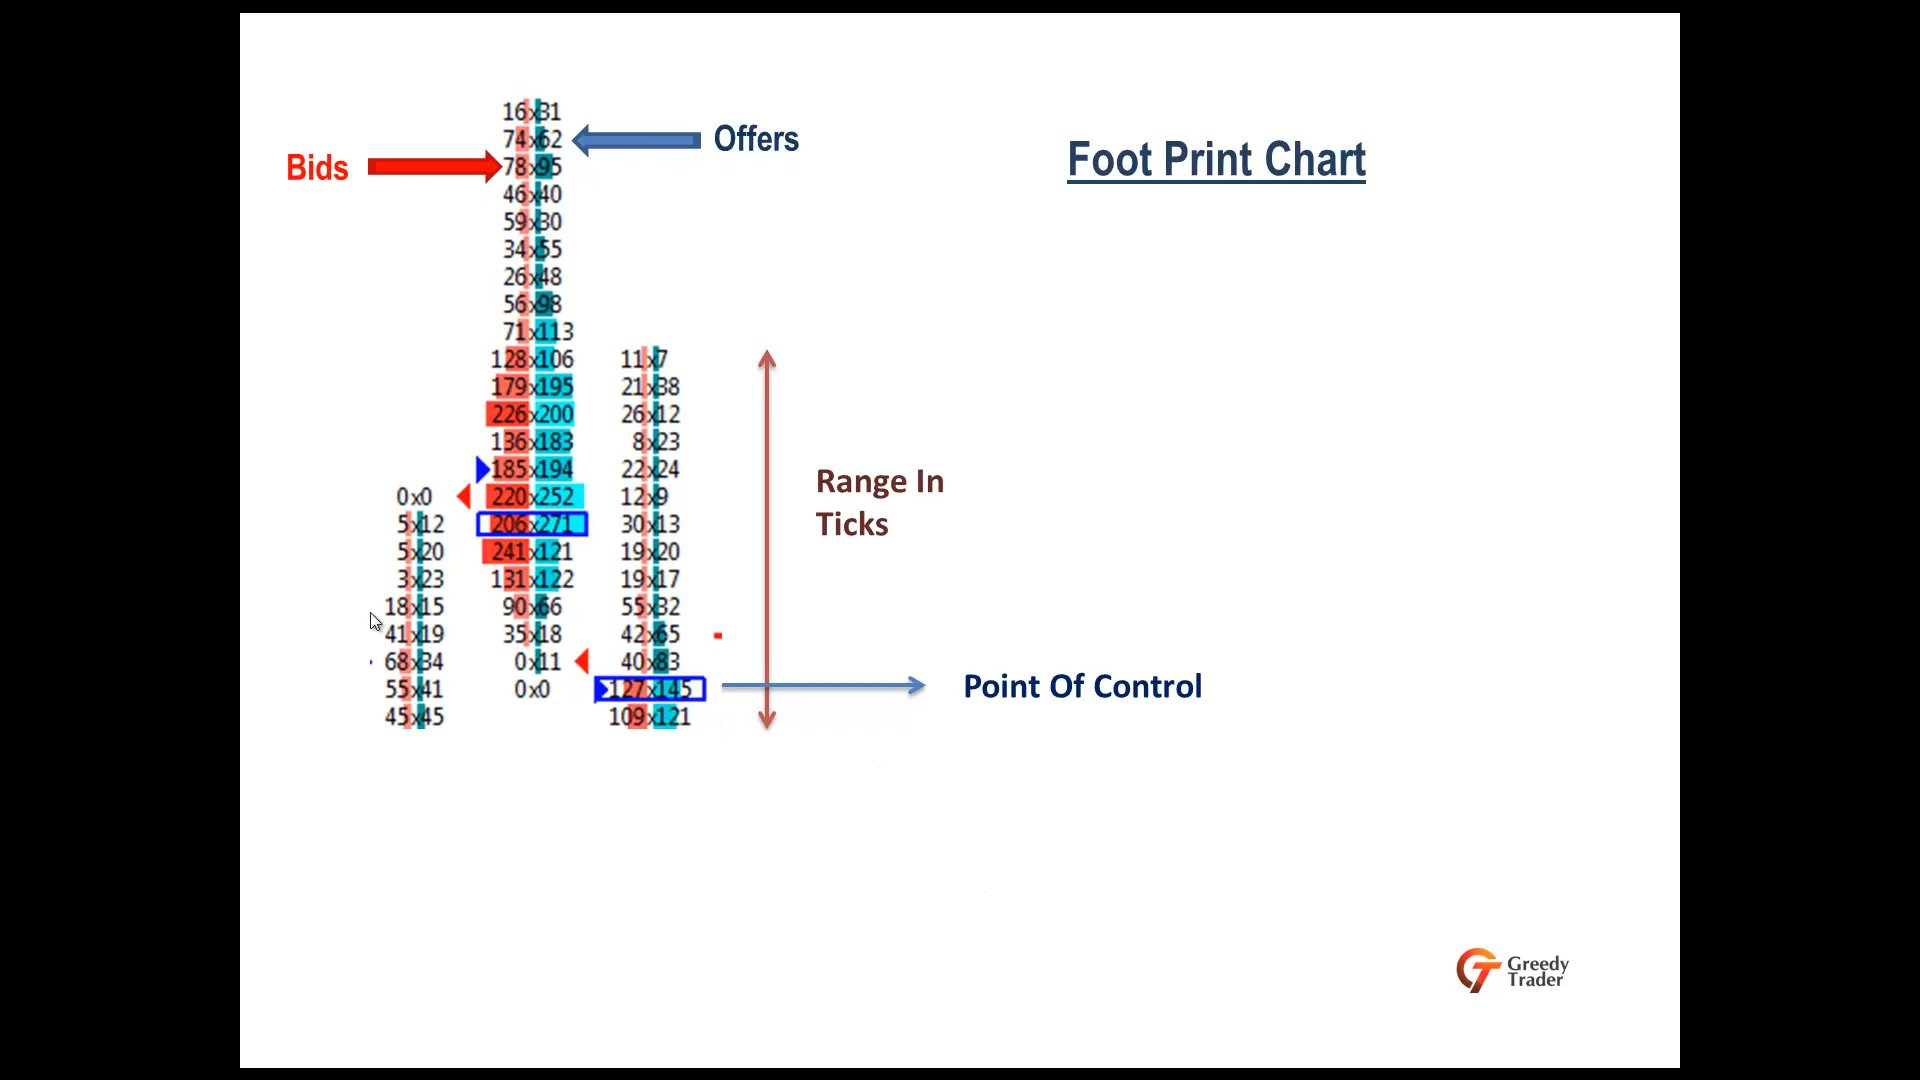 Foot Print Chart
Bids
Offers
16x31
74x62
78x95
46x40
59x30
34x55
26x48
56x98
71x113
128x106
179x195
226x200
136x183
185x194
220x252
206x271
241x121
131x122
90x66
35x18
0x11
0x0
0x0
5x12
5x20
3x23
18x15
41x19
68x34
55x41
45x45
11x7
21x38
26x12
8x23
22x24
12x9
30x13
19x20
19x17
55x32
42x65
40x83
127x145
109x121
Range In
Ticks
Point Of Control
Greedy
Trader